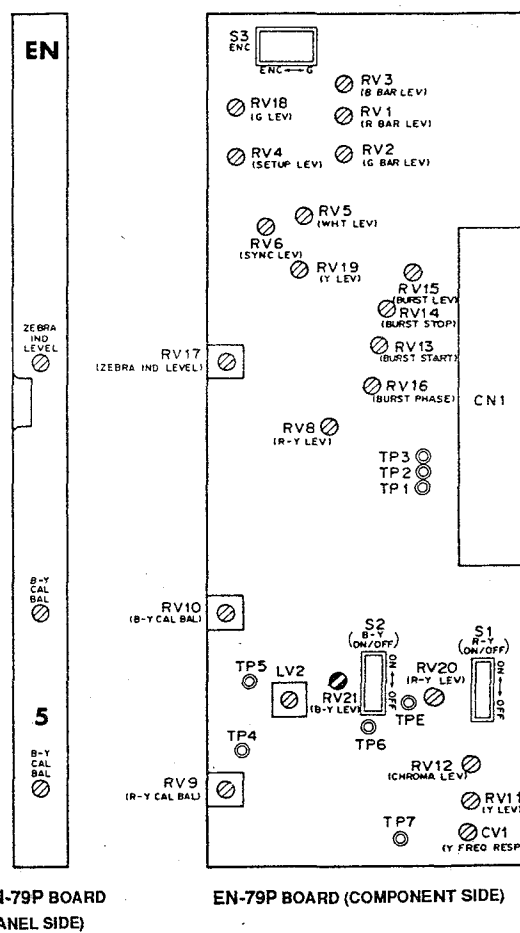 EN
ZEBRA
IND
LEVEL
B-Y
CAL
BAL
5
B-Y
CAL
BAL
N-79P BOARD
ANEL SIDE)
S3
ENC
ENC ←→ G
RV3
(B BAR LEV)
RV18
(G LEV)
RV1
(R BAR LEV)
RV4
(SETUP LEV)
RV2
(G BAR LEV)
RV5
(WHT LEV)
RV6
(SYNC LEV)
RV19
(Y LEV)
RV15
(BURST LEV)
RV14
(BURST STOP)
RV13
(BURST START)
RV17
(ZEBRA IND LEVEL)
RV16
(BURST PHASE)
CN1
RV8
(R-Y LEV)
TP3
TP2
TP1
RV10
(B-Y CAL BAL)
S2
(B-Y
ON/OFF)
ON ←→ OFF
S1
(R-Y
ON/OFF)
ON ←→ OFF
TP5
LV2
RV21
(B-Y LEV)
RV20
(R-Y LEV)
TPE
TP6
TP4
RV12
(CHROMA LEV)
RV9
(R-Y CAL BAL)
RV11
(Y LEV)
TP7
CV1
(Y FREQ RESP
EN-79P BOARD (COMPONENT SIDE)